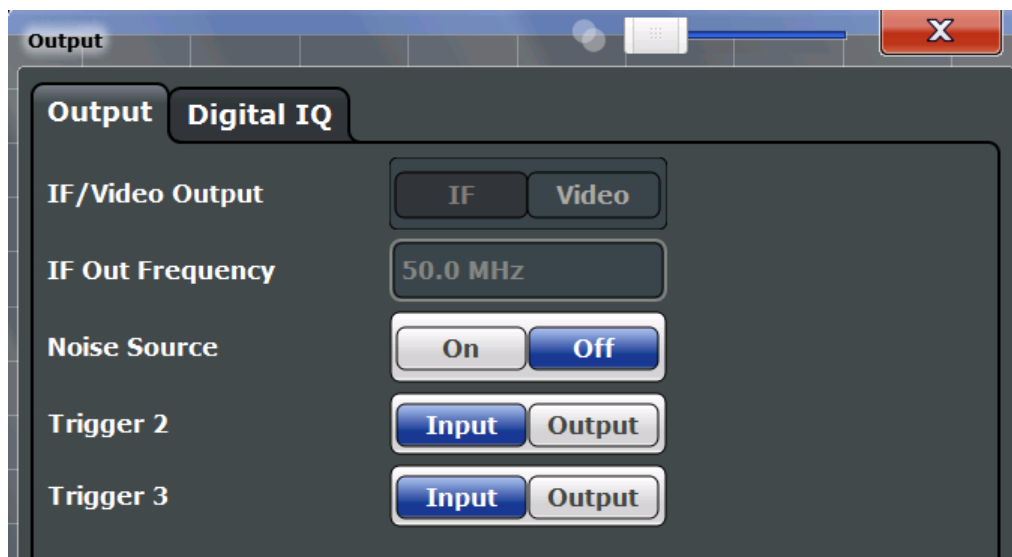 Output
X
Output Digital IQ
IF/Video Output IF Video
IF Out Frequency 50.0 MHz
Noise Source On Off
Trigger 2 Input Output
Trigger 3 Input Output